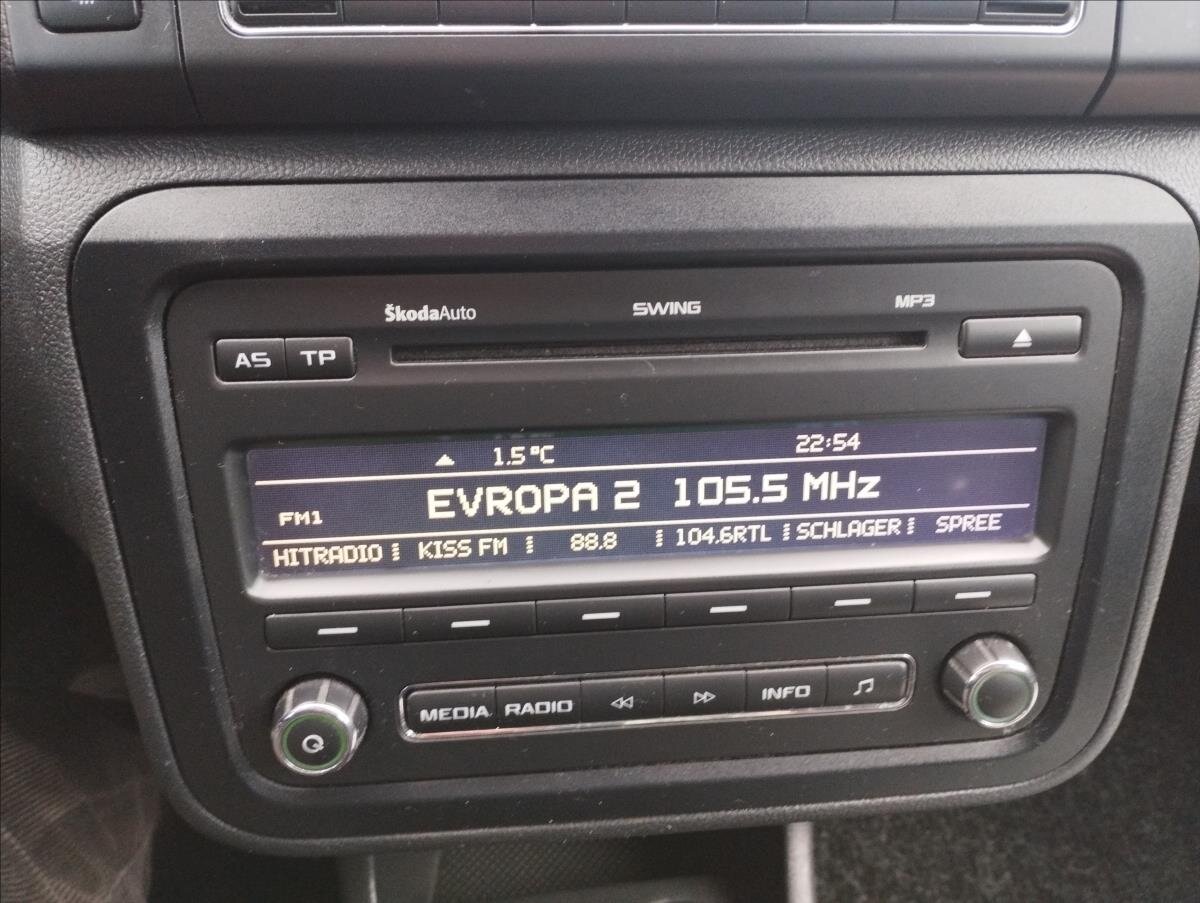 ŠkodaAuto SWING MP3
AS TP
1.5°C 22:54
FM1 EVROPA 2 105.5 MHz
HITRADIO KISS FM 88.8 104.6RTL SCHLAGER SPREE
MEDIA RADIO INFO